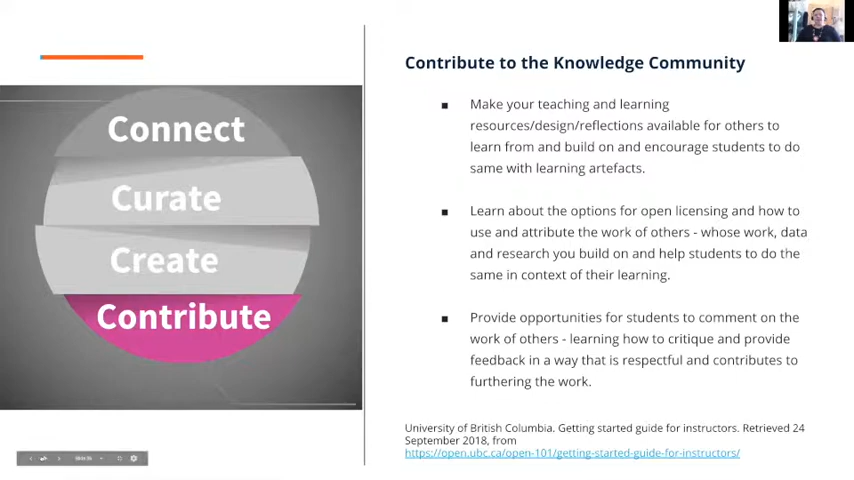 Connect
Curate
Create
Contribute
Contribute to the Knowledge Community
■ Make your teaching and learning
resources/design/reflections available for others to
learn from and build on and encourage students to do
same with learning artefacts.
■ Learn about the options for open licensing and how to
use and attribute the work of others - whose work, data
and research you build on and help students to do the
same in context of their learning.
■ Provide opportunities for students to comment on the
work of others - learning how to critique and provide
feedback in a way that is respectful and contributes to
furthering the work.
University of British Columbia. Getting started guide for instructors. Retrieved 24
September 2018, from
https://open.ubc.ca/open-101/getting-started-guide-for-instructors/